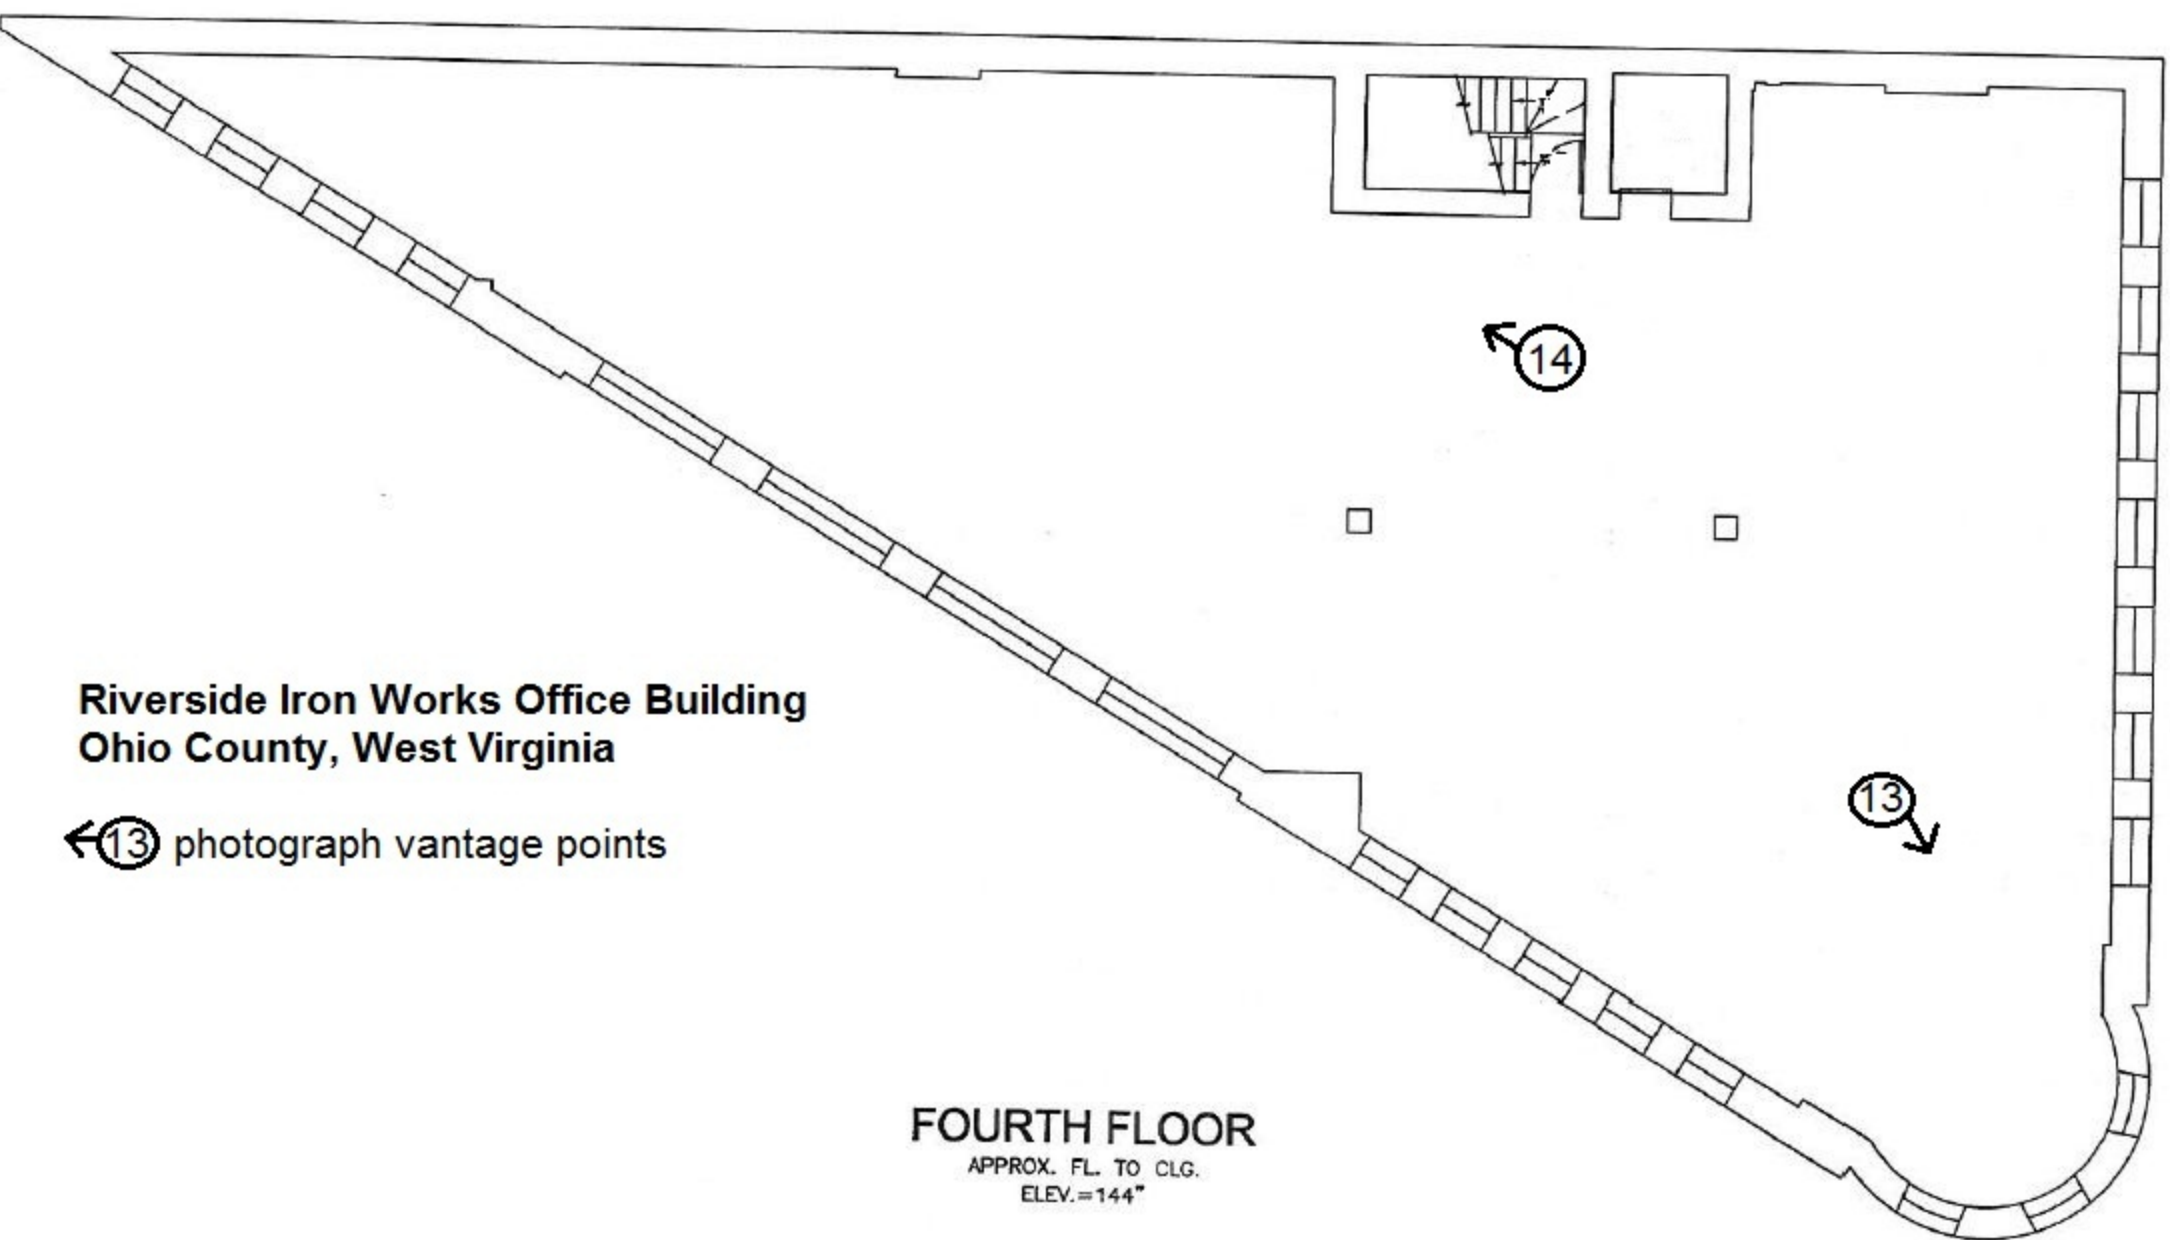 14
Riverside Iron Works Office Building
Ohio County, West Virginia
13
13 photograph vantage points
FOURTH FLOOR
APPROX. FL. TO CLG.
ELEV.=144"